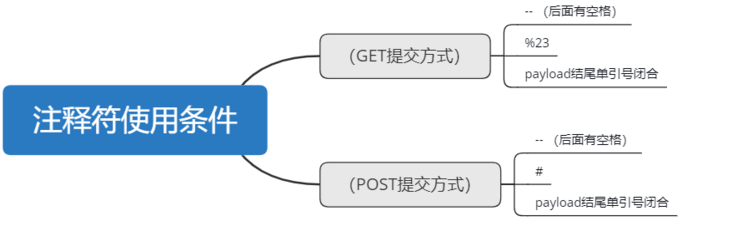 注释符使用条件
（GET提交方式）
-- （后面有空格）
%23
payload结尾单引号闭合
（POST提交方式）
-- （后面有空格）
#
payload结尾单引号闭合